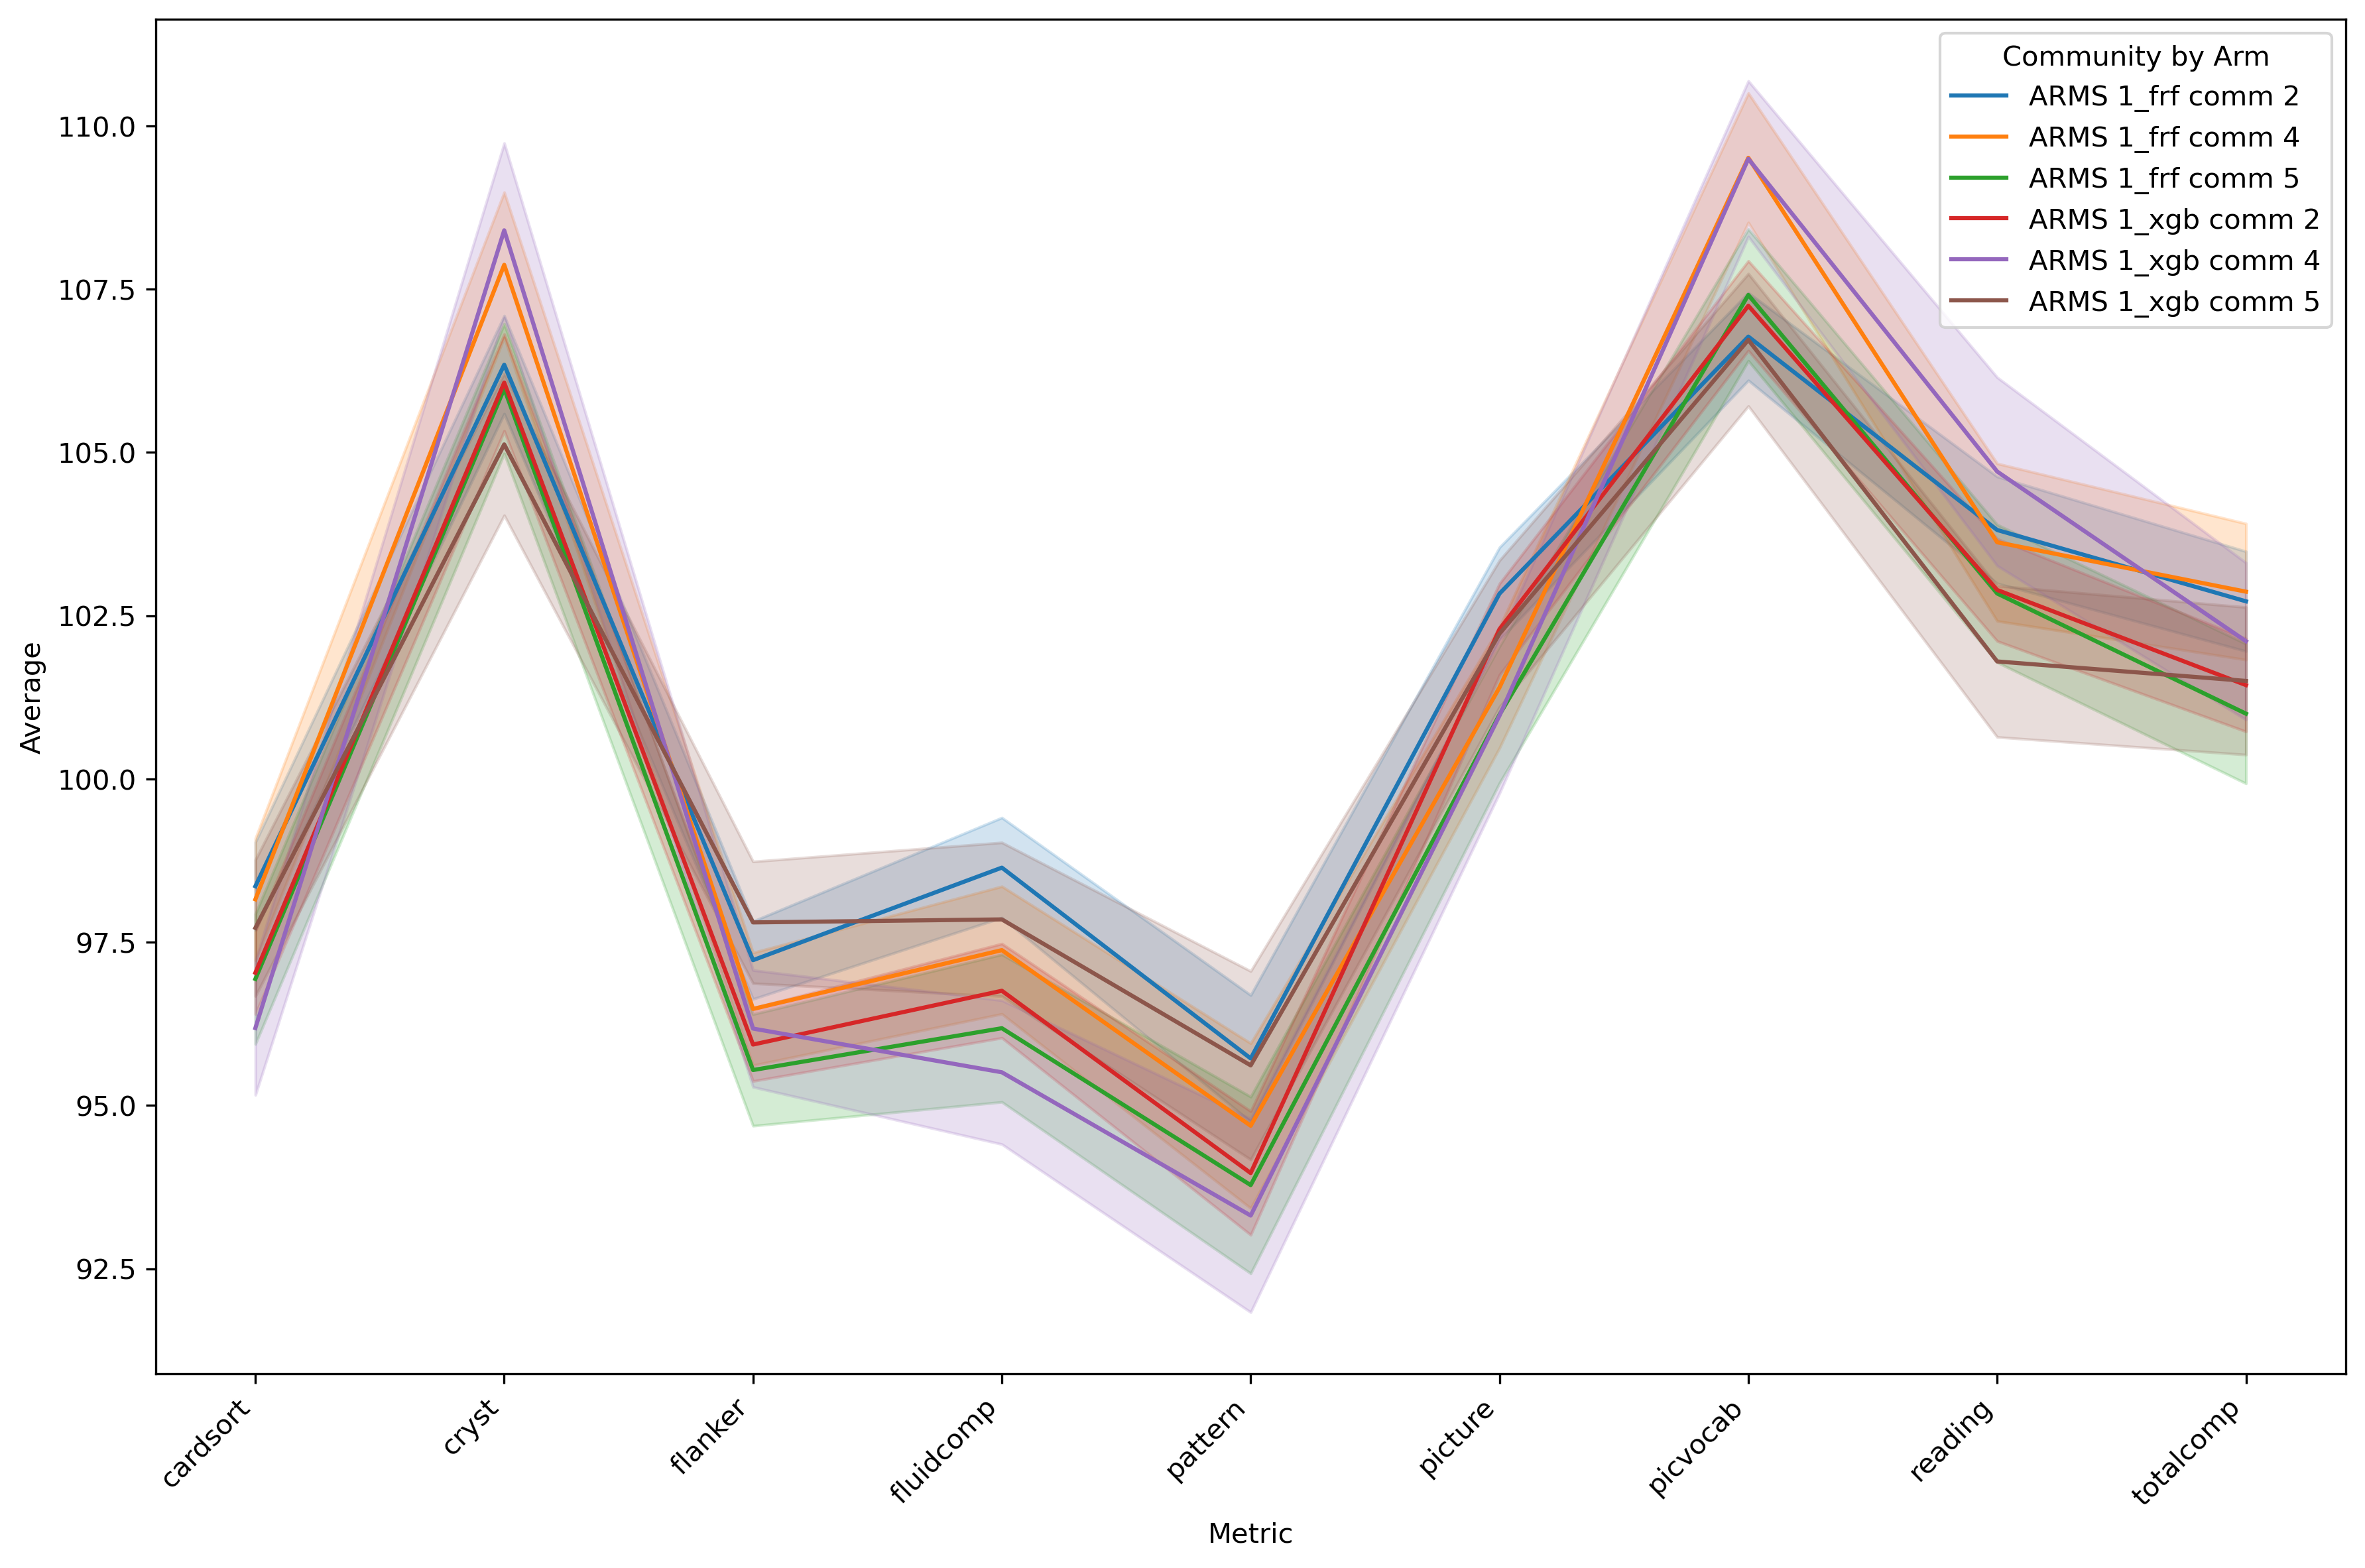 Community by Arm
ARMS 1_frf comm 2
ARMS 1_frf comm 4
ARMS 1_frf comm 5
ARMS 1_xgb comm 2
ARMS 1_xgb comm 4
ARMS 1_xgb comm 5
Average
110.0
107.5
105.0
102.5
100.0
97.5
95.0
92.5
cardsort
cryst
flanker
fluidcomp
pattern
picture
picvocab
reading
totalcomp
Metric